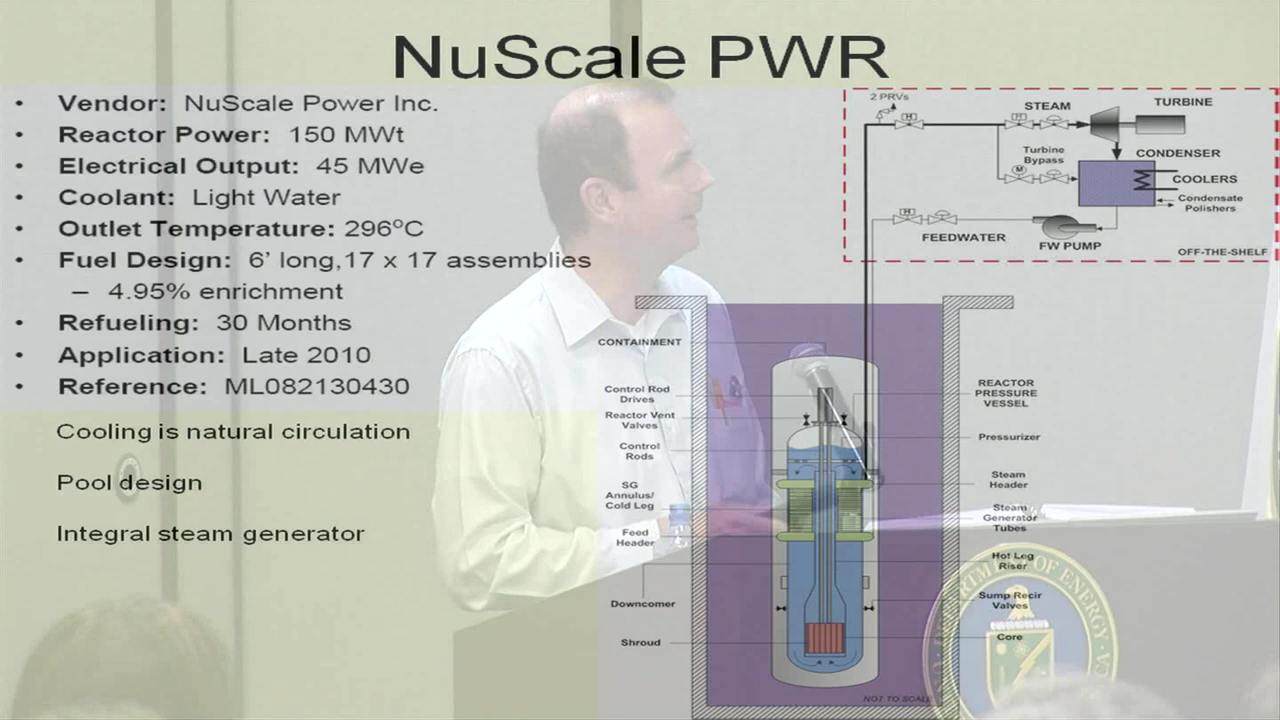 NuScale PWR
• Vendor: NuScale Power Inc.
• Reactor Power: 150 MWt
• Electrical Output: 45 MWe
• Coolant: Light Water
• Outlet Temperature: 296ºC
• Fuel Design: 6’ long,17 x 17 assemblies
– 4.95% enrichment
• Refueling: 30 Months
• Application: Late 2010
• Reference: ML082130430
Cooling is natural circulation
Pool design
Integral steam generator
2 PRVs
H
STEAM
TURBINE
Turbine
Bypass
M
CONDENSER
COOLERS
Condensate
Polishers
H
FEEDWATER
FW PUMP
OFF-THE-SHELF
CONTAINMENT
Control Rod
Drives
Reactor Vent
Valves
Control
Rods
SG
Annulus/
Cold Leg
Feed
Header
Downcomer
Shroud
REACTOR
PRESSURE
VESSEL
Pressurizer
Steam
Header
Steam
Generator
Tubes
Hot Leg
Riser
Sump Recir
Valves
Core
NOT TO SCALE
OF ENERGY